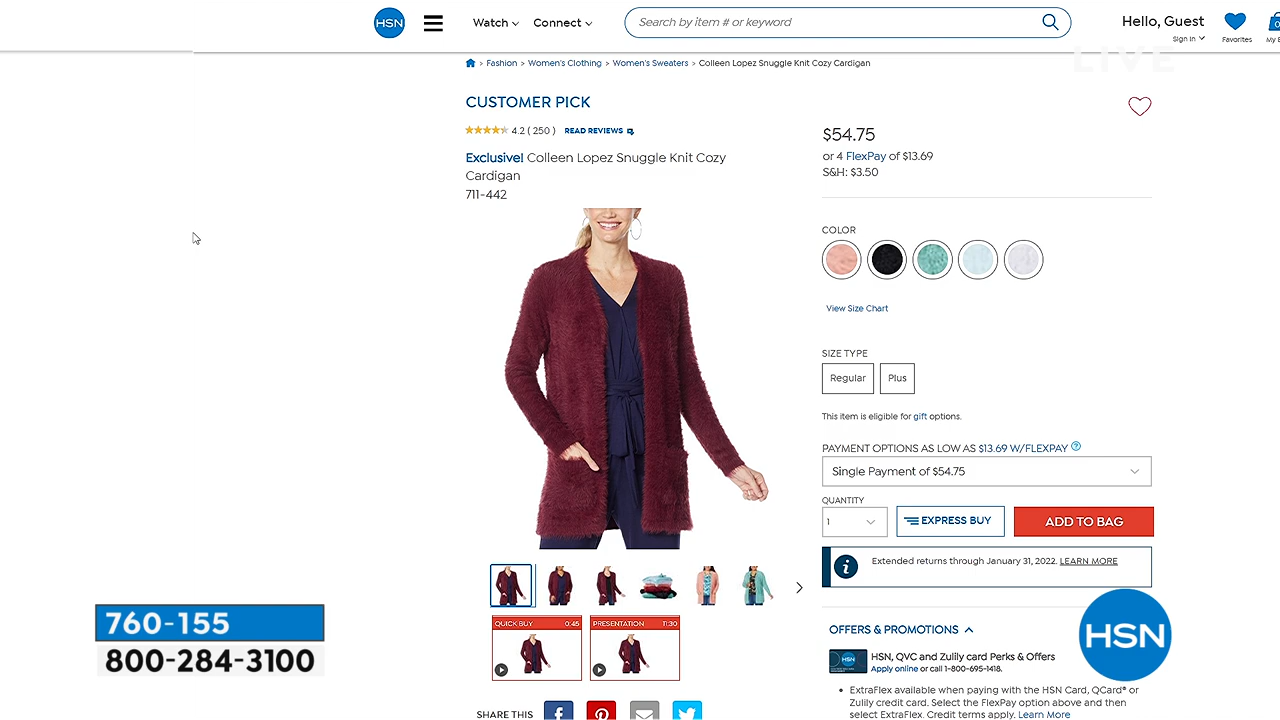 HSN
Watch
Connect
Search by item # or keyword
Hello, Guest
Sign In
Favorites
0
My
LIVE
> Fashion > Women's Clothing > Women's Sweaters > Colleen Lopez Snuggle Knit Cozy Cardigan
CUSTOMER PICK
4.2 ( 250 ) READ REVIEWS
Exclusive! Colleen Lopez Snuggle Knit Cozy
Cardigan
711-442
$54.75
or 4 FlexPay of $13.69
S&H: $3.50
COLOR
View Size Chart
SIZE TYPE
Regular
Plus
This item is eligible for gift options.
PAYMENT OPTIONS AS LOW AS $13.69 W/FLEXPAY ?
Single Payment of $54.75
QUANTITY
1
EXPRESS BUY
ADD TO BAG
i
Extended returns through January 31, 2022. LEARN MORE
QUICK BUY 0:45
PRESENTATION 11:30
SHARE THIS
OFFERS & PROMOTIONS
HSN
HSN, QVC and Zulily card Perks & Offers
Apply online or call 1-800-695-1418.
• ExtraFlex available when paying with the HSN Card, QCard® or
Zulily credit card. Select the FlexPay option above and then
select ExtraFlex. Credit terms apply. Learn More
760-155
800-284-3100
HSN